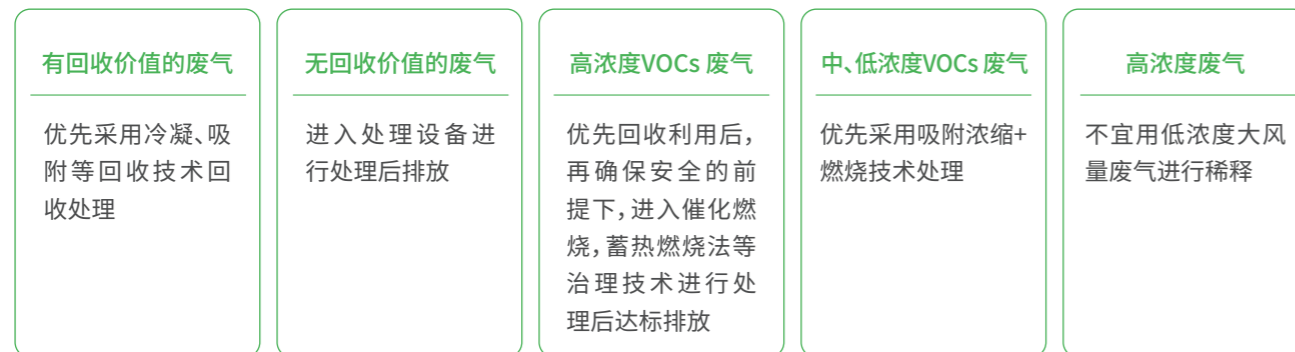 有回收价值的废气
优先采用冷凝、吸
附等回收技术回
收处理
无回收价值的废气
进入处理设备进
行处理后排放
高浓度VOCs 废气
优先回收利用后，
再确保安全的前
提下，进入催化燃
烧，蓄热燃烧法等
治理技术进行处
理后达标排放
中、低浓度VOCs 废气
优先采用吸附浓缩+
燃烧技术处理
高浓度废气
不宜用低浓度大风
量废气进行稀释